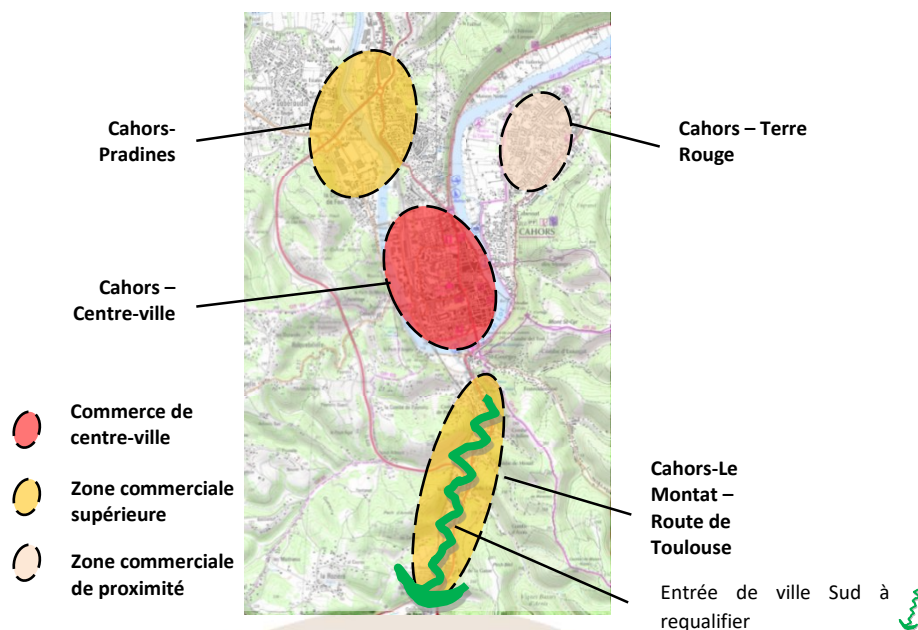 Cahors-
Pradines
Cahors – Terre
Rouge
CAHORS
Cahors –
Centre-ville
Commerce de
centre-ville
Zone commerciale
supérieure
Zone commerciale
de proximité
Cahors-Le
Montat –
Route de
Toulouse
Entrée de ville Sud à
requalifier